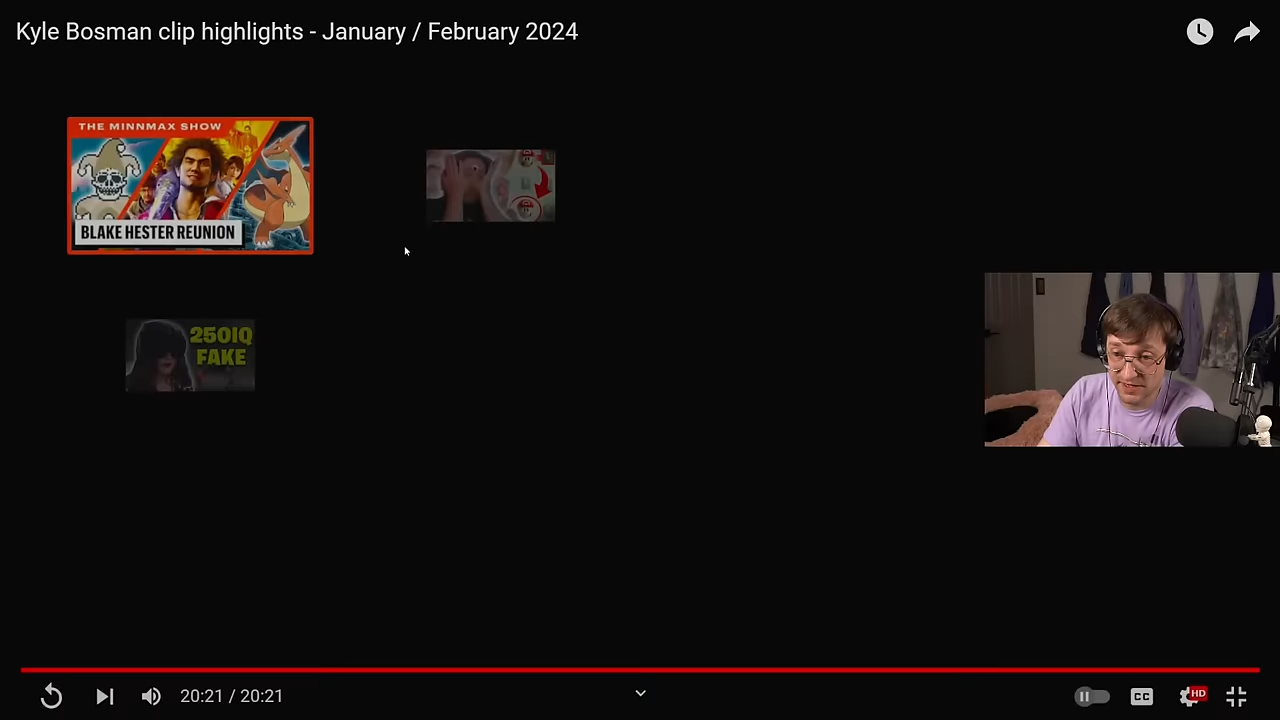 Kyle Bosman clip highlights - January / February 2024
THE MINNMAX SHOW
BLAKE HESTER REUNION
250IQ
FAKE
20:21 / 20:21
CC
HD